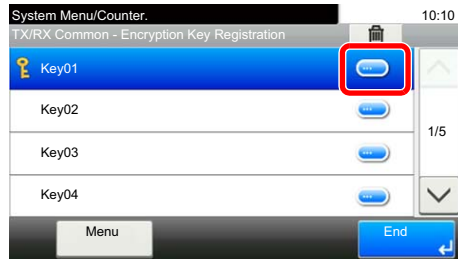 System Menu/Counter.
10:10
TX/RX Common - Encryption Key Registration
Key01
Key02
1/5
Key03
Key04
Menu
End